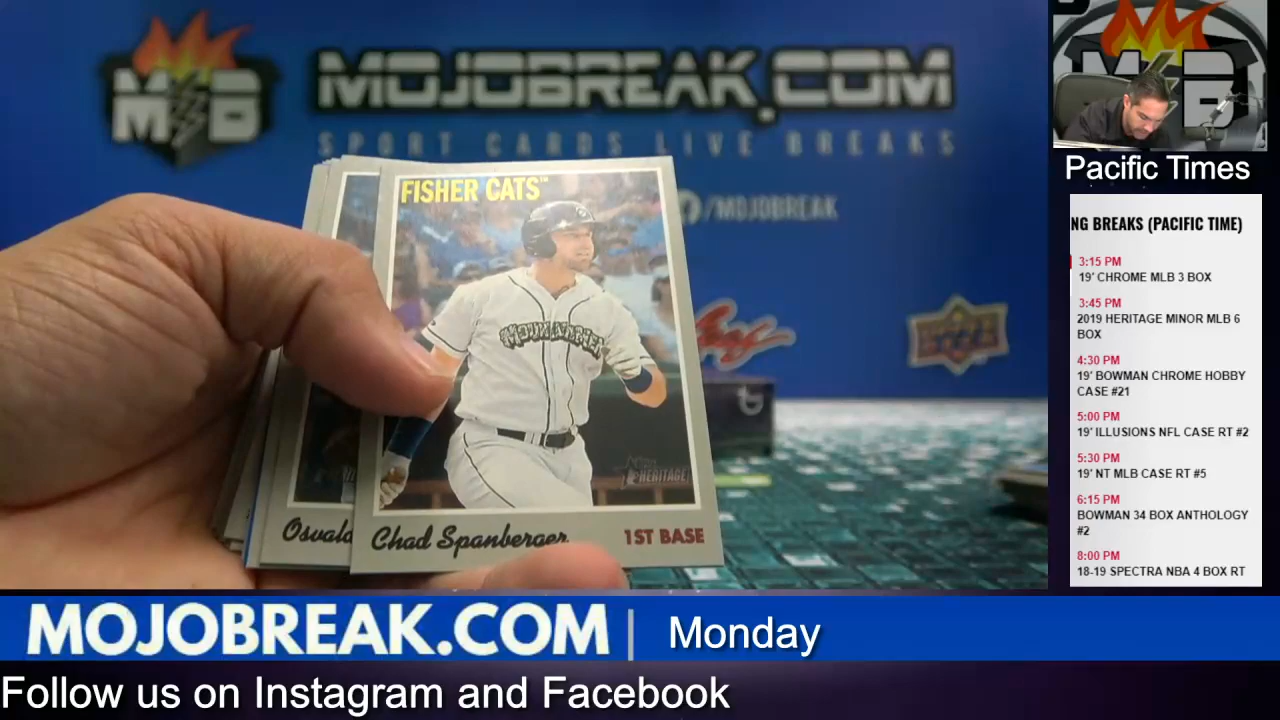 MOJOBREAK.COM
SPORT CARDS LIVE BREAKS
/MOJOBREAK
FISHER CATS™
HERITAGE
Osvald
Chad Spanberger
1ST BASE
MB
Pacific Times
NG BREAKS (PACIFIC TIME)
3:15 PM
19' CHROME MLB 3 BOX
3:45 PM
2019 HERITAGE MINOR MLB 6
BOX
4:30 PM
19' BOWMAN CHROME HOBBY
CASE #21
5:00 PM
19' ILLUSIONS NFL CASE RT #2
5:30 PM
19' NT MLB CASE RT #5
6:15 PM
BOWMAN 34 BOX ANTHOLOGY
#2
8:00 PM
18-19 SPECTRA NBA 4 BOX RT
MOJOBREAK.COM | Monday
Follow us on Instagram and Facebook